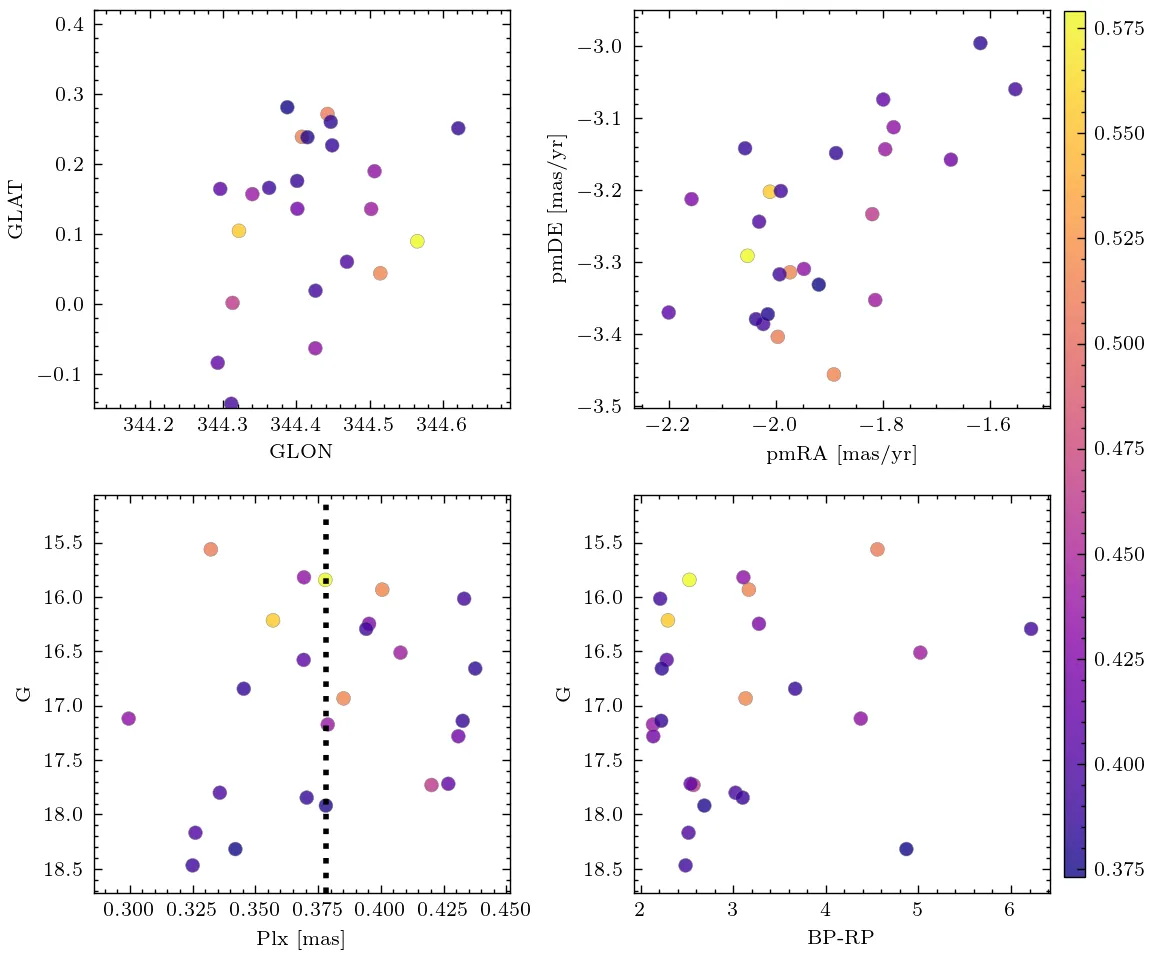 0.4
0.3
0.2
0.1
0.0
−0.1
GLAT
344.2 344.3 344.4 344.5 344.6
GLON
−3.0
−3.1
−3.2
−3.3
−3.4
−3.5
pmDE [mas/yr]
−2.2 −2.0 −1.8 −1.6
pmRA [mas/yr]
0.575
0.550
0.525
0.500
0.475
0.450
0.425
0.400
0.375
15.5
16.0
16.5
17.0
17.5
18.0
18.5
G
0.300 0.325 0.350 0.375 0.400 0.425 0.450
Plx [mas]
15.5
16.0
16.5
17.0
17.5
18.0
18.5
G
2 3 4 5 6
BP-RP